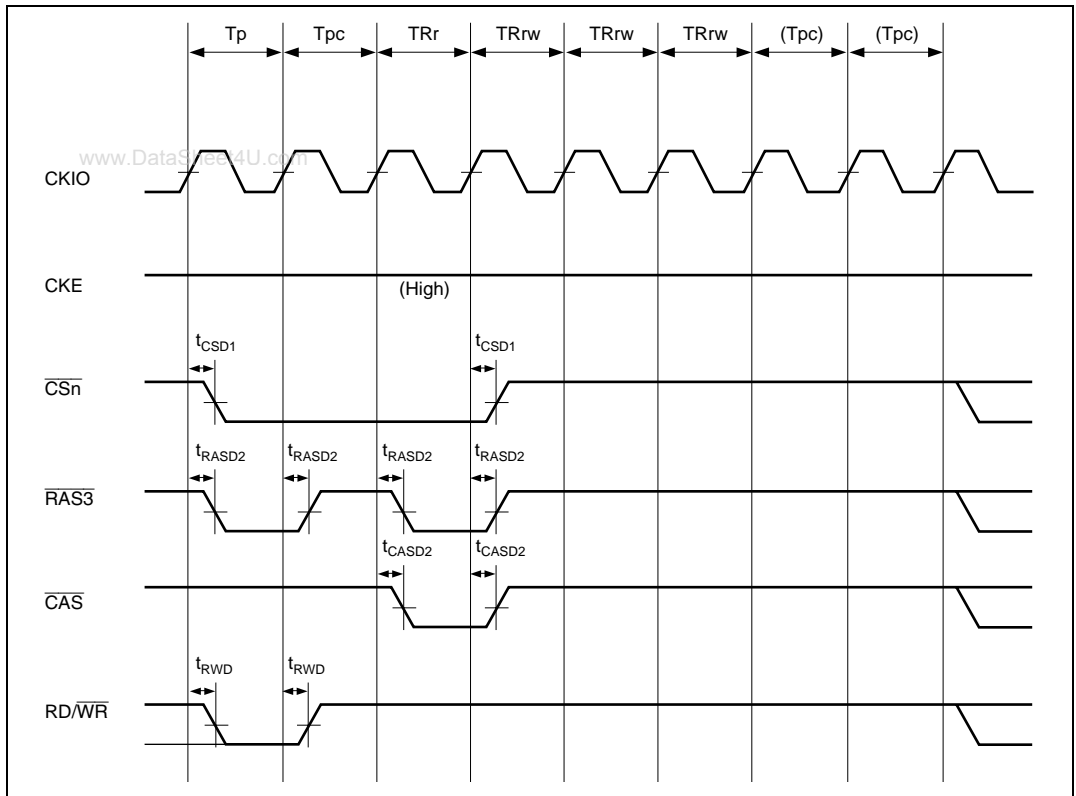 Tp Tpc TRr TRrw TRrw TRrw (Tpc) (Tpc)
www.DataSheet4U.com
CKIO
CKE
(High)
tCSD1 tCSD1
CSn
tRASD2 tRASD2 tRASD2 tRASD2
RAS3
tCASD2 tCASD2
CAS
tRWD tRWD
RD/WR